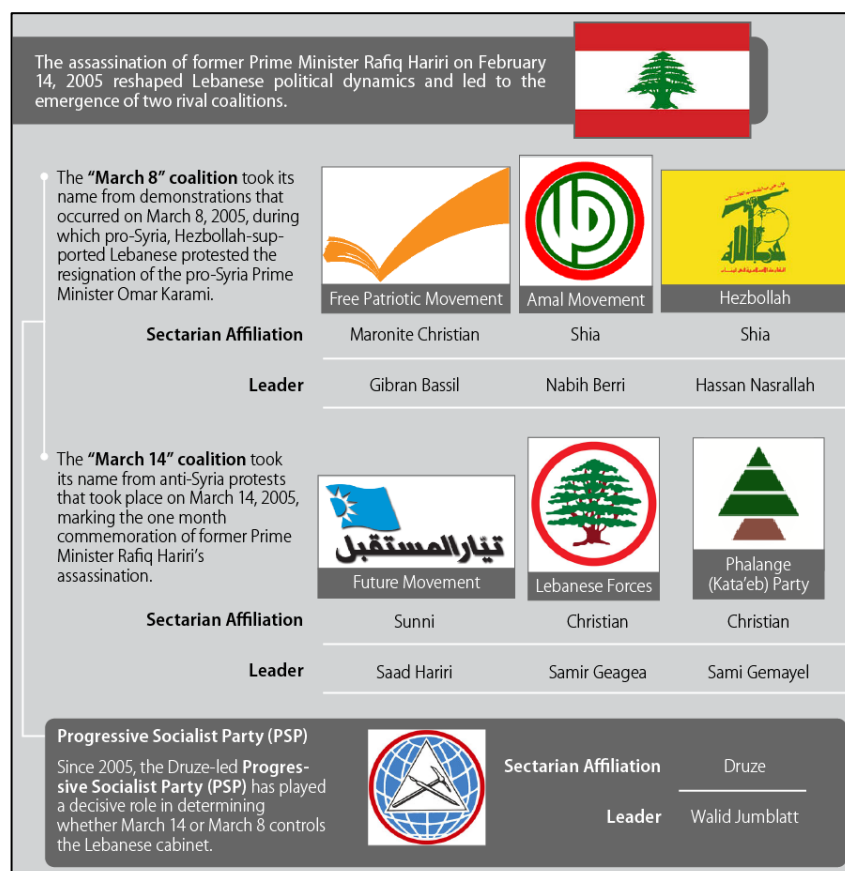 The assassination of former Prime Minister Rafiq Hariri on February
14, 2005 reshaped Lebanese political dynamics and led to the
emergence of two rival coalitions.
The “March 8” coalition took its
name from demonstrations that
occurred on March 8, 2005, during
which pro-Syria, Hezbollah-sup-
ported Lebanese protested the
resignation of the pro-Syria Prime
Minister Omar Karami.
Free Patriotic Movement
Amal Movement
Hezbollah
Sectarian Affiliation
Maronite Christian
Shia
Shia
Leader
Gibran Bassil
Nabih Berri
Hassan Nasrallah
The “March 14” coalition took
its name from anti-Syria protests
that took place on March 14, 2005,
marking the one month
commemoration of former Prime
Minister Rafiq Hariri’s
assassination.
تيّار المستقبل
Future Movement
Lebanese Forces
Phalange
(Kata’eb) Party
Sectarian Affiliation
Sunni
Christian
Christian
Leader
Saad Hariri
Samir Geagea
Sami Gemayel
Progressive Socialist Party (PSP)
Since 2005, the Druze-led Progres-
sive Socialist Party (PSP) has played
a decisive role in determining
whether March 14 or March 8 controls
the Lebanese cabinet.
Sectarian Affiliation
Druze
Leader
Walid Jumblatt